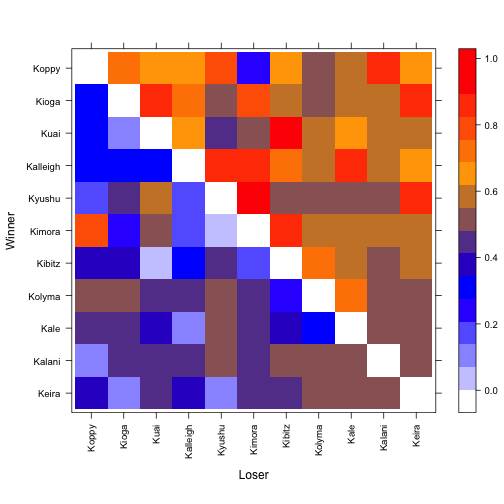 Koppy
Kioga
Kuai
Kalleigh
Kyushu
Kimora
Kibitz
Kolyma
Kale
Kalani
Keira
Winner
Koppy Kioga Kuai Kalleigh Kyushu Kimora Kibitz Kolyma Kale Kalani Keira
Loser
1.0
0.8
0.6
0.4
0.2
0.0